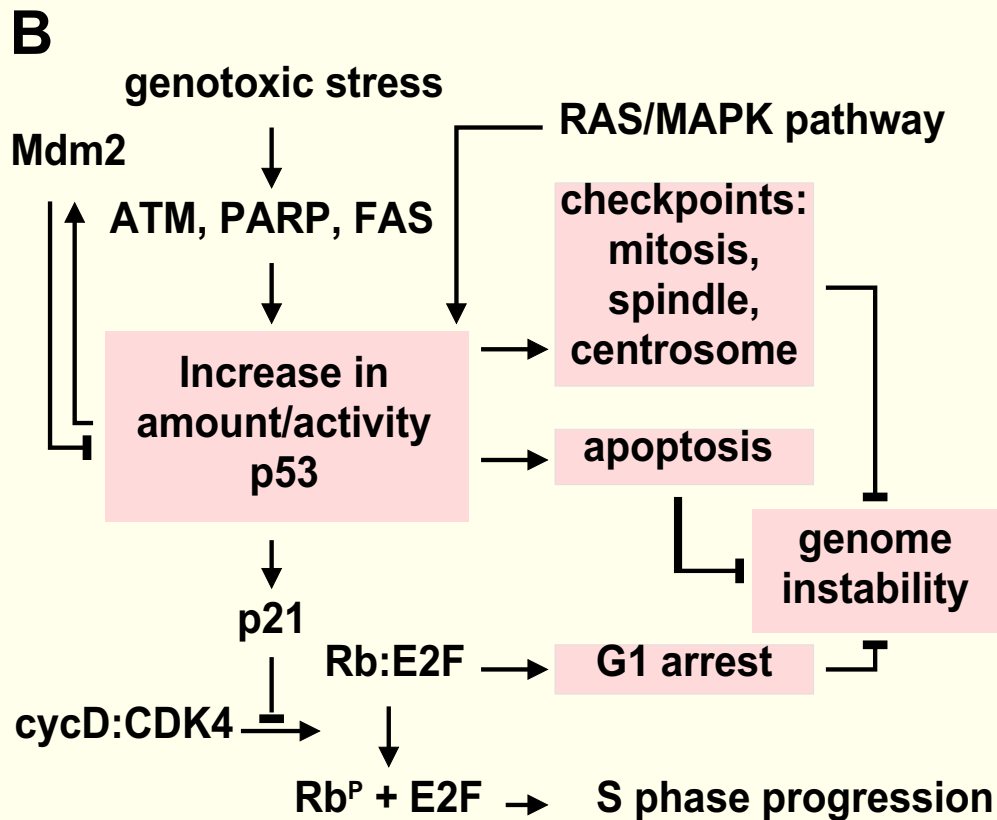 B
genotoxic stress
RAS/MAPK pathway
Mdm2
ATM, PARP, FAS
checkpoints:
mitosis,
spindle,
centrosome
Increase in
amount/activity
p53
apoptosis
genome
instability
p21
Rb:E2F
G1 arrest
cycD:CDK4
Rbᴾ + E2F
S phase progression